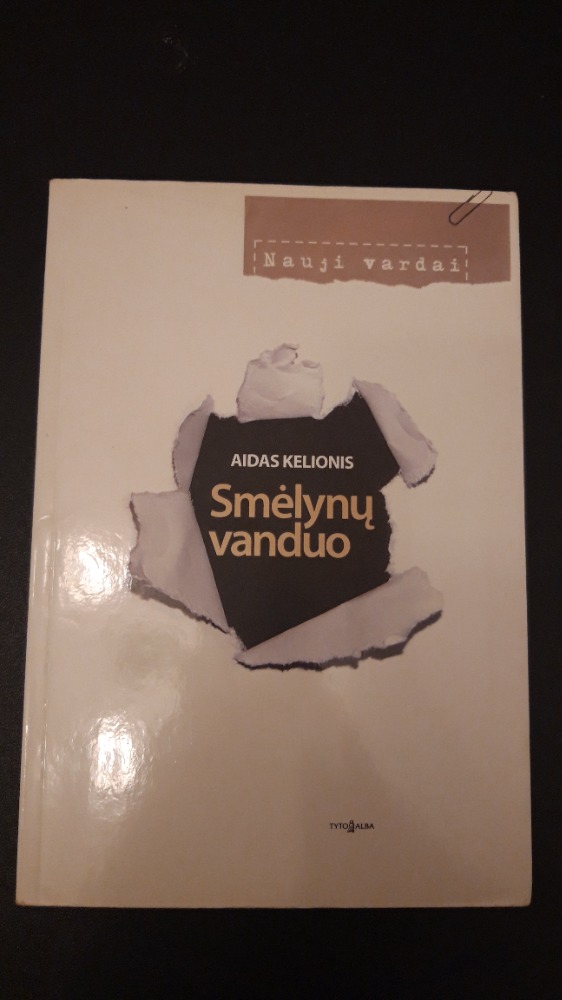 Nauji vardai
AIDAS KELIONIS
Smėlynų
vanduo
TYTO ALBA